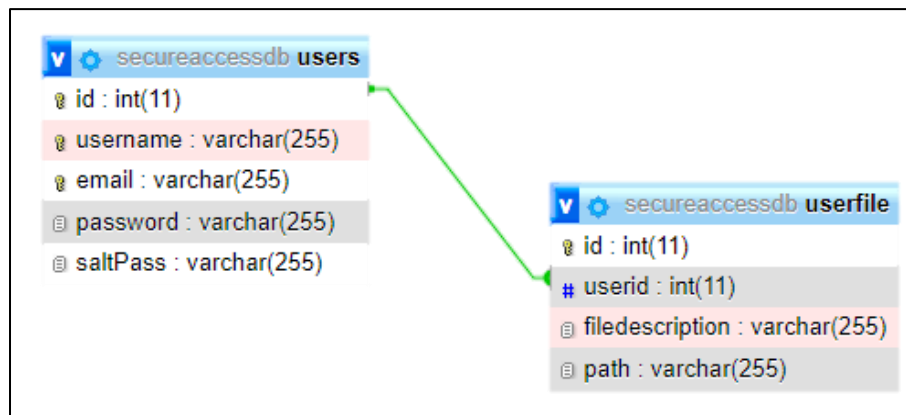 v secureaccessdb users
id : int(11)
username : varchar(255)
email : varchar(255)
password : varchar(255)
saltPass : varchar(255)
v secureaccessdb userfile
id : int(11)
# userid : int(11)
filedescription : varchar(255)
path : varchar(255)